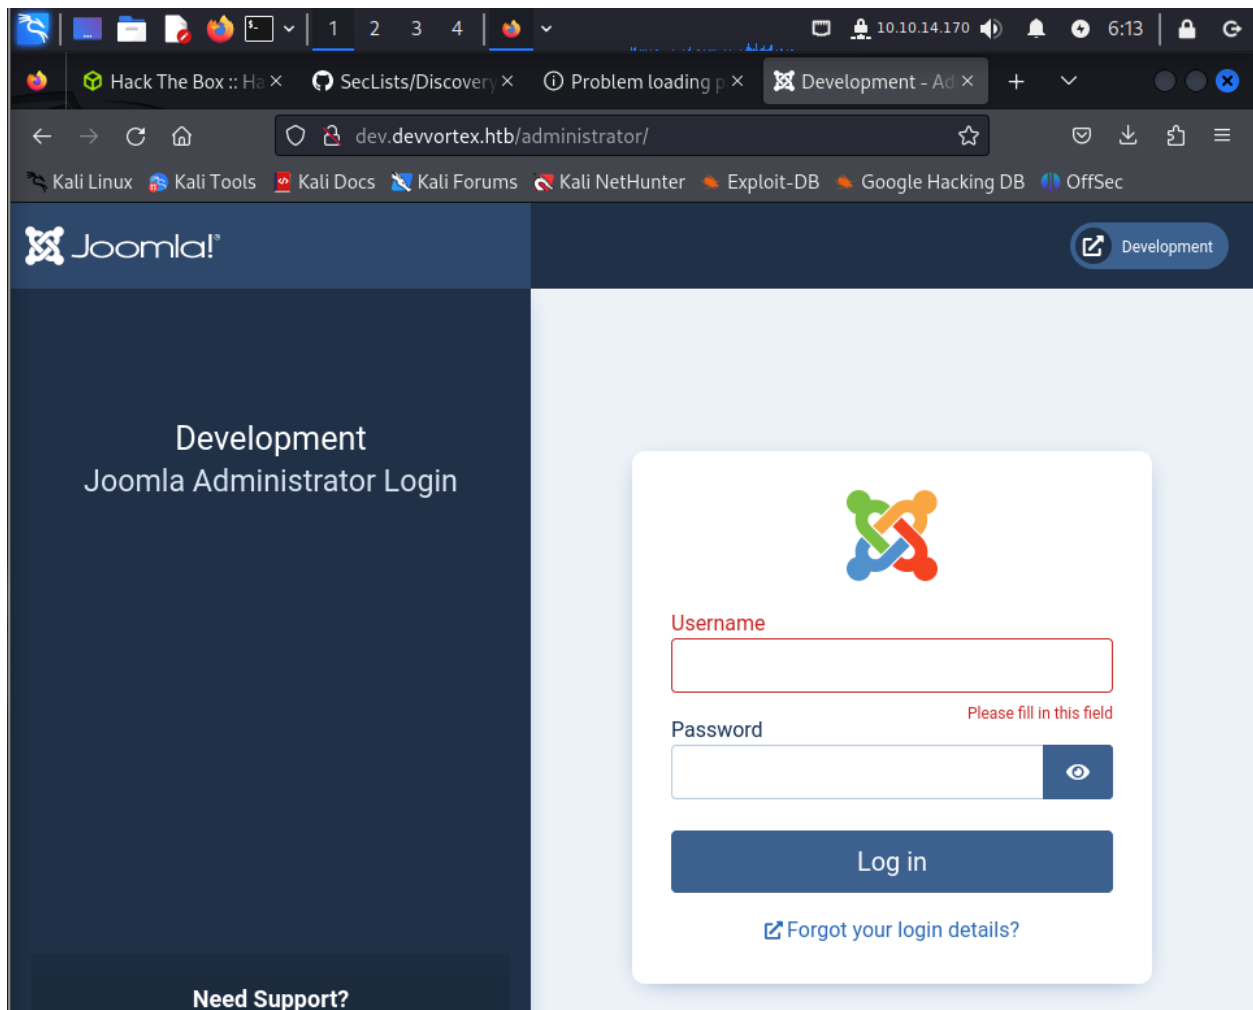 1 2 3 4 10.10.14.170 6:13
Hack The Box :: Ha SecLists/Discovery Problem loading p Development - Ad
dev.devvortex.htb/administrator/
Kali Linux Kali Tools Kali Docs Kali Forums Kali NetHunter Exploit-DB Google Hacking DB OffSec
Joomla!®
Development
Development
Joomla Administrator Login
Username
Please fill in this field
Password
Log in
Forgot your login details?
Need Support?